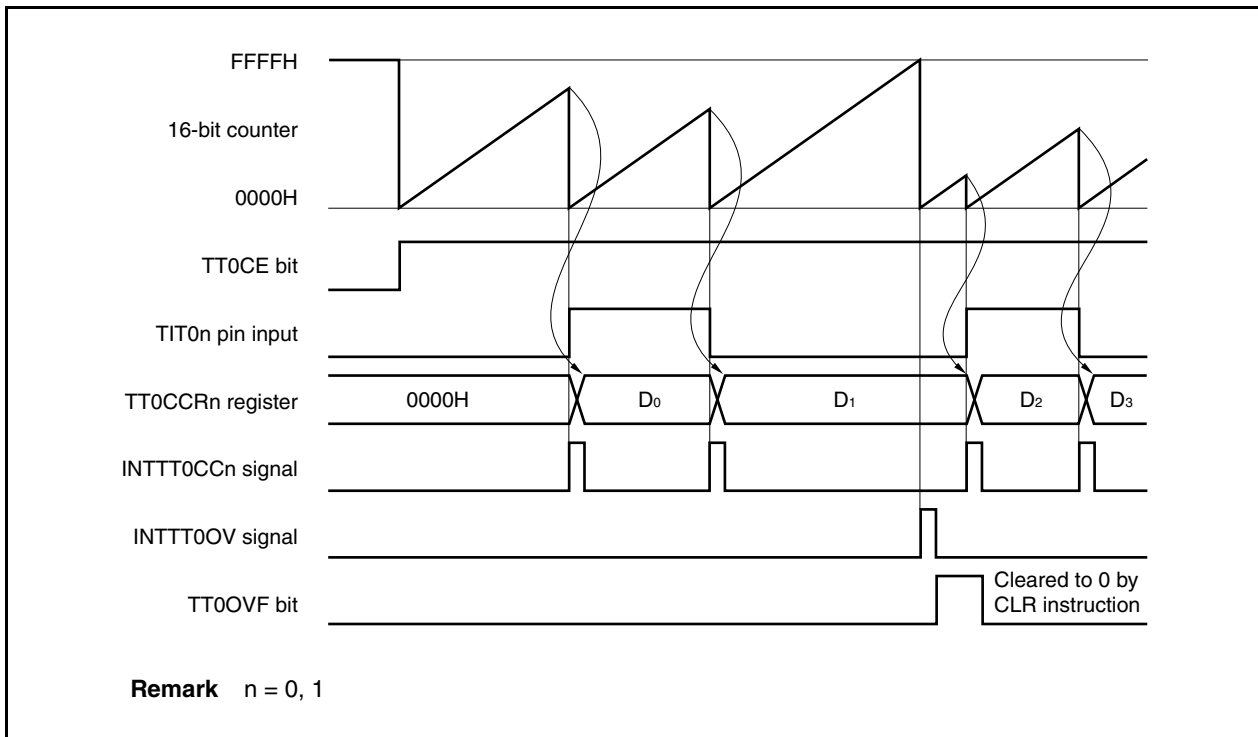 FFFFH
16-bit counter
0000H
TT0CE bit
TIT0n pin input
TT0CCRn register
0000H
D0
D1
D2
D3
INTTT0CCn signal
INTTT0OV signal
TT0OVF bit
Cleared to 0 by
CLR instruction
Remark n = 0, 1